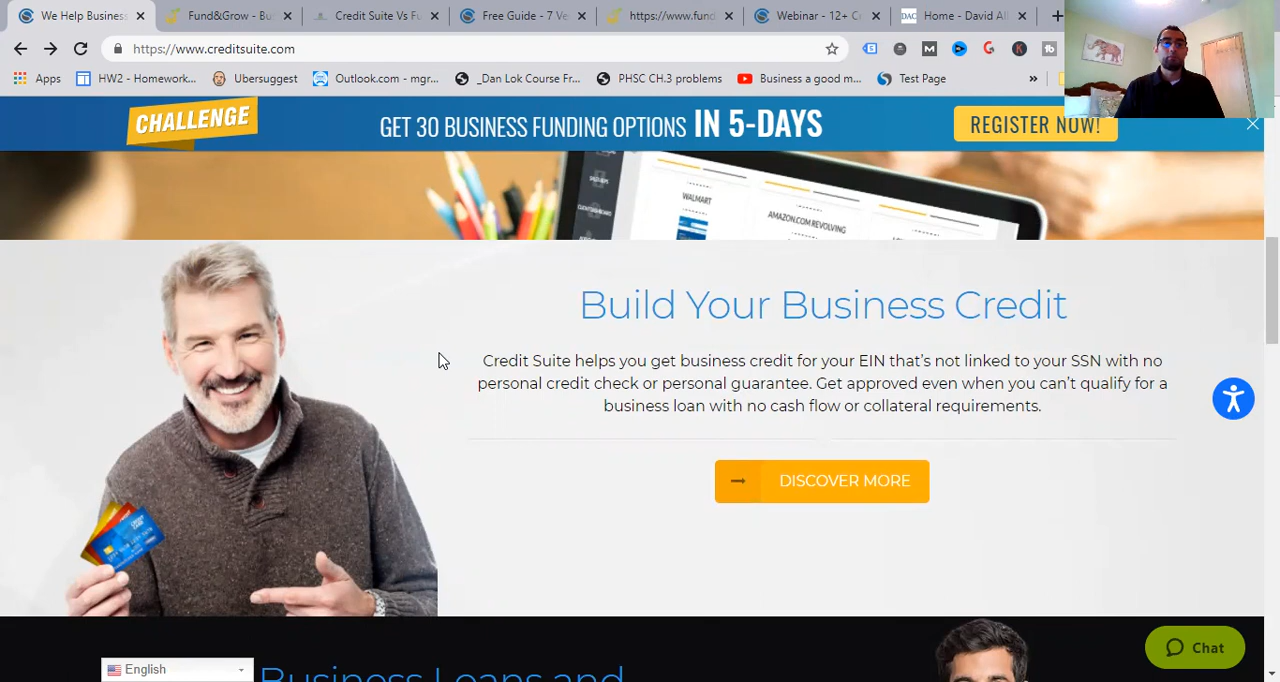 We Help Business
Fund&Grow - Bu
Credit Suite Vs Fu
Free Guide - 7 Ve
https://www.fund
Webinar - 12+ C
DAC
Home - David All
https://www.creditsuite.com
Apps
HW2 - Homework...
Ubersuggest
Outlook.com - mgr...
_Dan Lok Course Fr...
PHSC CH.3 problems
Business a good m...
Test Page
»
CHALLENGE
GET 30 BUSINESS FUNDING OPTIONS IN 5-DAYS
REGISTER NOW!
WALMART
AMAZON.COM REVOLVING
Build Your Business Credit
Credit Suite helps you get business credit for your EIN that's not linked to your SSN with no
personal credit check or personal guarantee. Get approved even when you can't qualify for a
business loan with no cash flow or collateral requirements.
DISCOVER MORE
Chat
English
Business Loans and